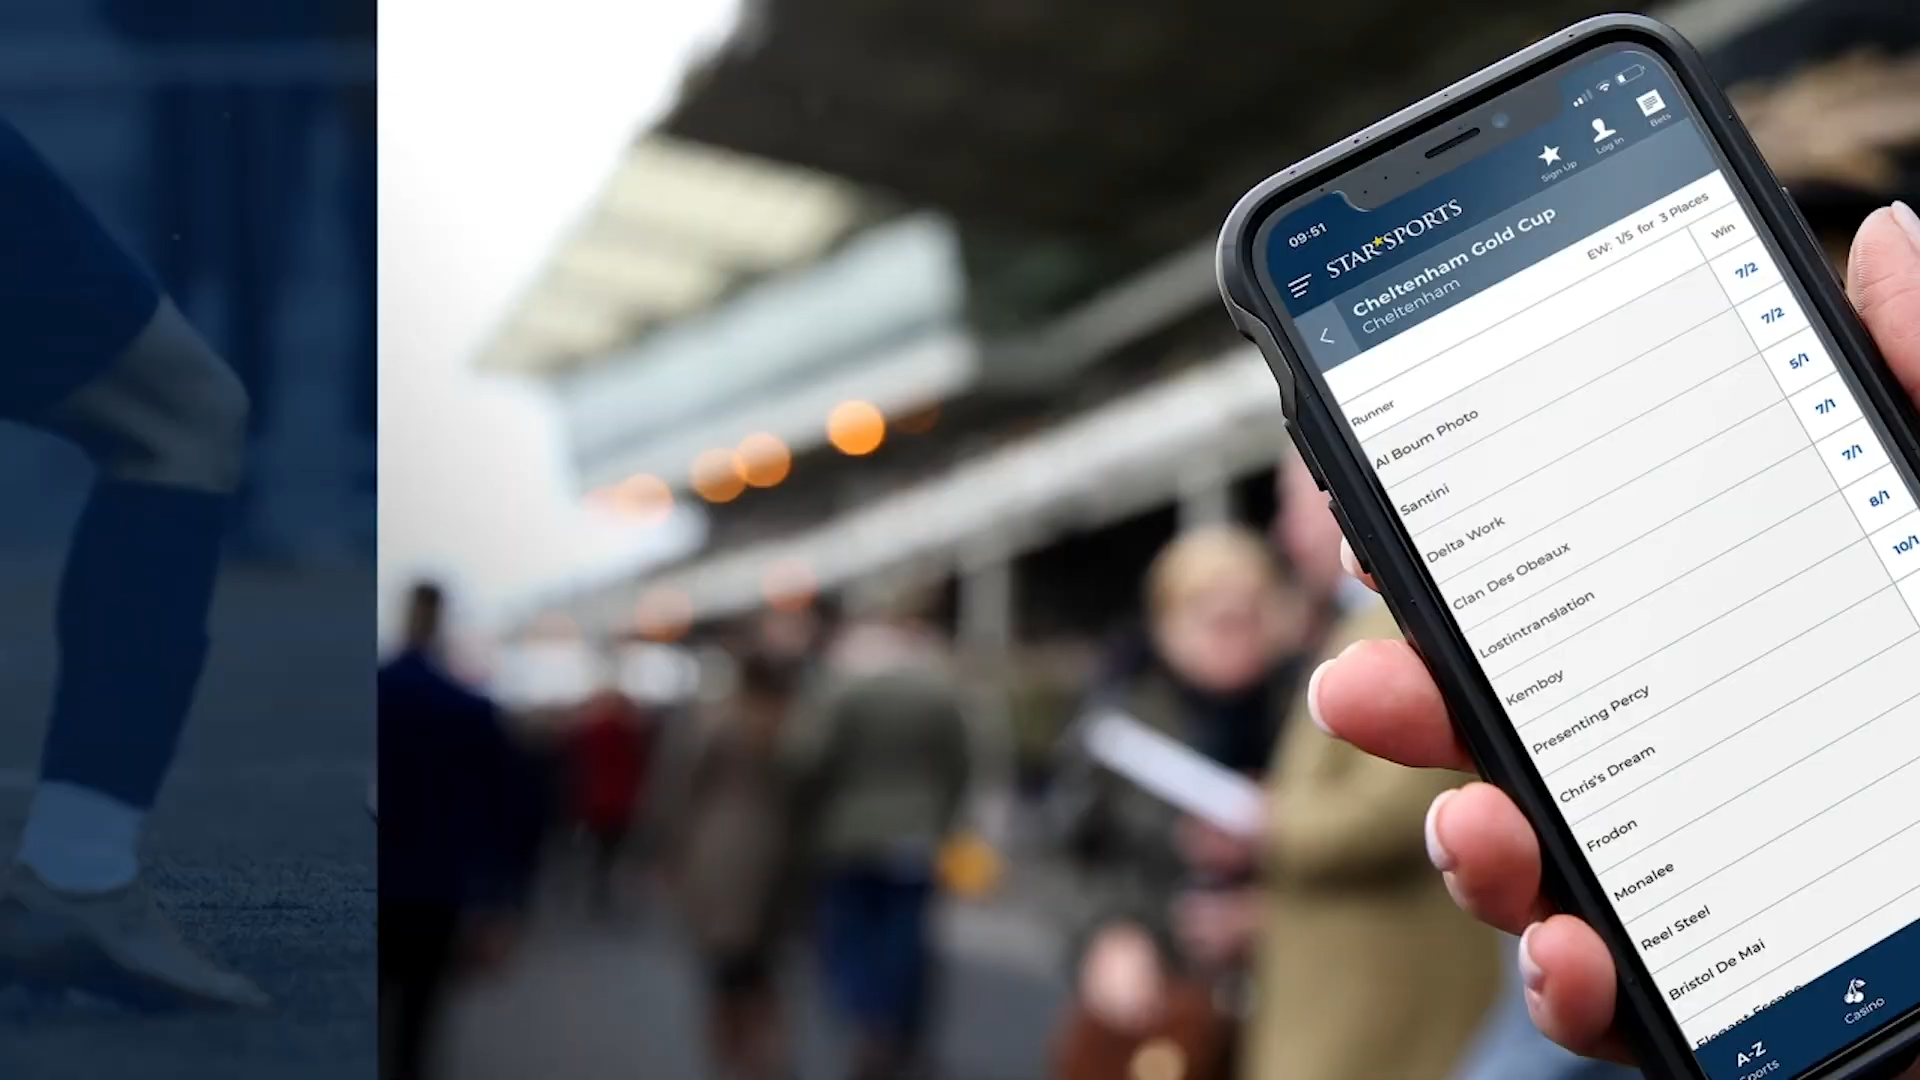 09:51
STAR SPORTS
Sign Up
Log In
Bets
Cheltenham Gold Cup
Cheltenham
EW: 1/5 for 3 Places
Runner
Win
Al Boum Photo
7/2
Santini
7/2
Delta Work
5/1
Clan Des Obeaux
7/1
Lostintranslation
7/1
Kemboy
8/1
Presenting Percy
10/1
Chris's Dream
Frodon
Monalee
Reel Steel
Bristol De Mai
Elegant Escape
A-Z
Sports
Casino